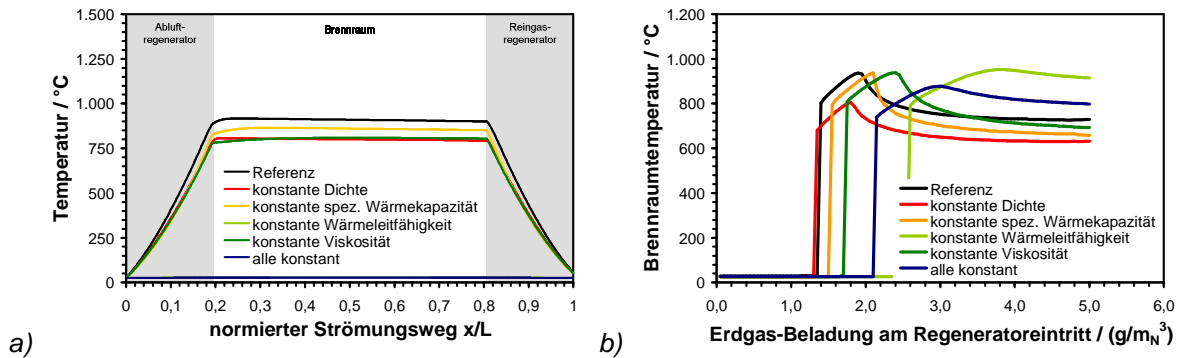 a)
Temperatur / °C
1.500
1.250
1.000
750
500
250
0
Abluft-
regenerator
Brennraum
Reingas-
regenerator
Referenz
konstante Dichte
konstante spez. Wärmekapazität
konstante Wärmeleitfähigkeit
konstante Viskosität
alle konstant
0 0,1 0,2 0,3 0,4 0,5 0,6 0,7 0,8 0,9 1
normierter Strömungsweg x/L
b)
Brennraumtemperatur / °C
1.200
1.000
800
600
400
200
0
Referenz
konstante Dichte
konstante spez. Wärmekapazität
konstante Wärmeleitfähigkeit
konstante Viskosität
alle konstant
0,0 1,0 2,0 3,0 4,0 5,0 6,0
Erdgas-Beladung am Regeneratoreintritt / (g/m_N^3)